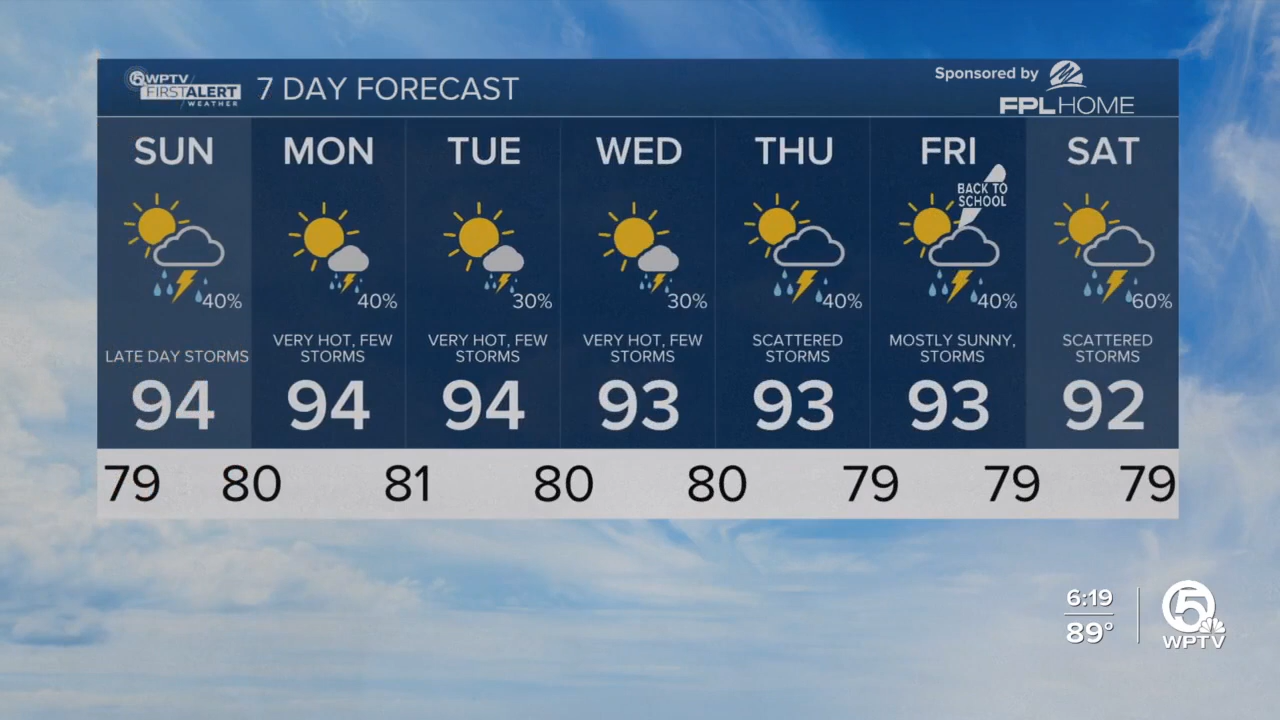 5 WPTV
FIRST ALERT
WEATHER
7 DAY FORECAST
Sponsored by
FPL HOME
SUN MON TUE WED THU FRI SAT
BACK TO
SCHOOL
40% 40% 30% 30% 40% 40% 60%
LATE DAY STORMS
VERY HOT, FEW
STORMS
VERY HOT, FEW
STORMS
VERY HOT, FEW
STORMS
SCATTERED
STORMS
MOSTLY SUNNY,
STORMS
SCATTERED
STORMS
94 94 94 93 93 93 92
79 80 81 80 80 79 79 79
6:19
89°
5
WPTV